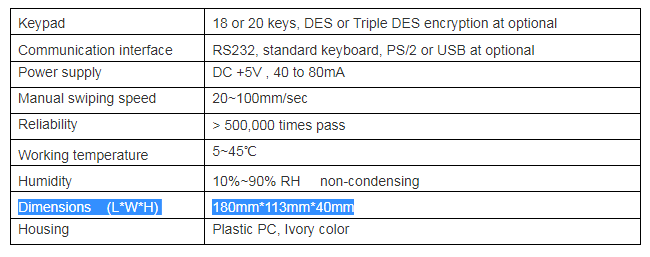 Keypad 18 or 20 keys, DES or Triple DES encryption at optional
Communication interface RS232, standard keyboard, PS/2 or USB at optional
Power supply DC +5V , 40 to 80mA
Manual swiping speed 20~100mm/sec
Reliability > 500,000 times pass
Working temperature 5~45℃
Humidity 10%~90% RH non-condensing
Dimensions (L*W*H) 180mm*113mm*40mm
Housing Plastic PC, Ivory color